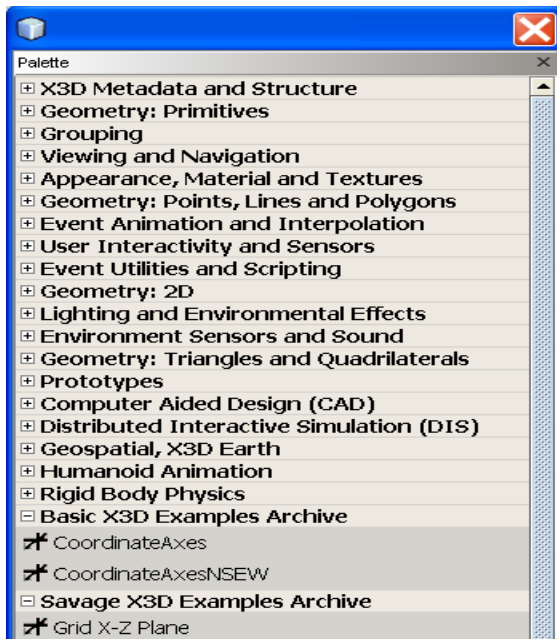 Palette
X3D Metadata and Structure
Geometry: Primitives
Grouping
Viewing and Navigation
Appearance, Material and Textures
Geometry: Points, Lines and Polygons
Event Animation and Interpolation
User Interactivity and Sensors
Event Utilities and Scripting
Geometry: 2D
Lighting and Environmental Effects
Environment Sensors and Sound
Geometry: Triangles and Quadrilaterals
Prototypes
Computer Aided Design (CAD)
Distributed Interactive Simulation (DIS)
Geospatial, X3D Earth
Humanoid Animation
Rigid Body Physics
Basic X3D Examples Archive
CoordinateAxes
CoordinateAxesNSEW
Savage X3D Examples Archive
Grid X-Z Plane